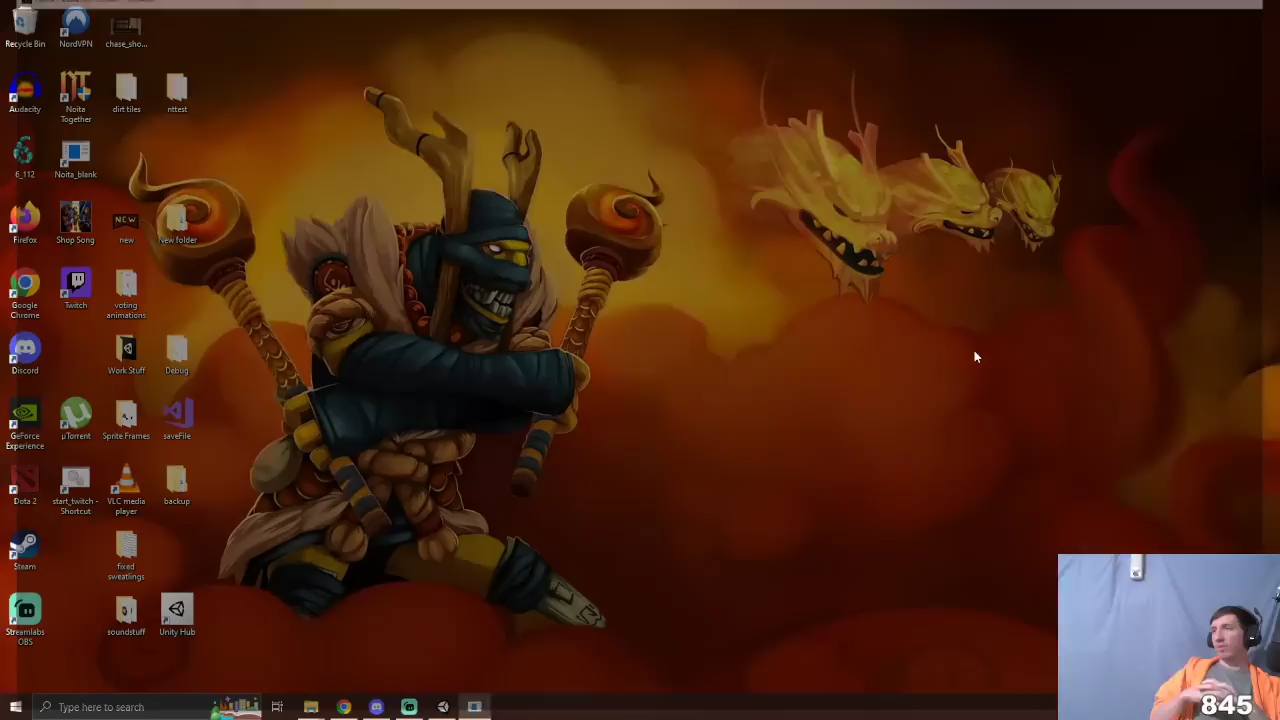 Recycle Bin
NordVPN
chase_sho...
Audacity
Noita
Together
dirt tiles
nttest
6_112
Noita_blank
Firefox
Shop Song
NEW
new
New folder
Google
Chrome
Twitch
voting
animations
Discord
Work Stuff
Debug
GeForce
Experience
µTorrent
Sprite Frames
saveFile
Dota 2
start_twitch -
Shortcut
VLC media
player
backup
Steam
fixed
sweatlings
Streamlabs
OBS
soundstuff
Unity Hub
Type here to search
845